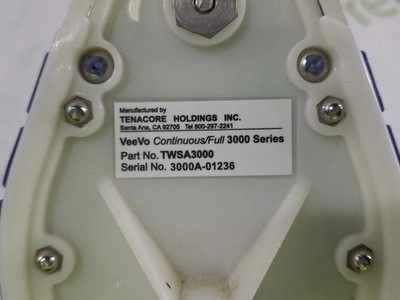 Manufactured by
TENACORE HOLDINGS INC.
Santa Ana, CA 92705 Tel 800-297-2241
VeeVo Continuous/Full 3000 Series
Part No. TWSA3000
Serial No. 3000A-01236